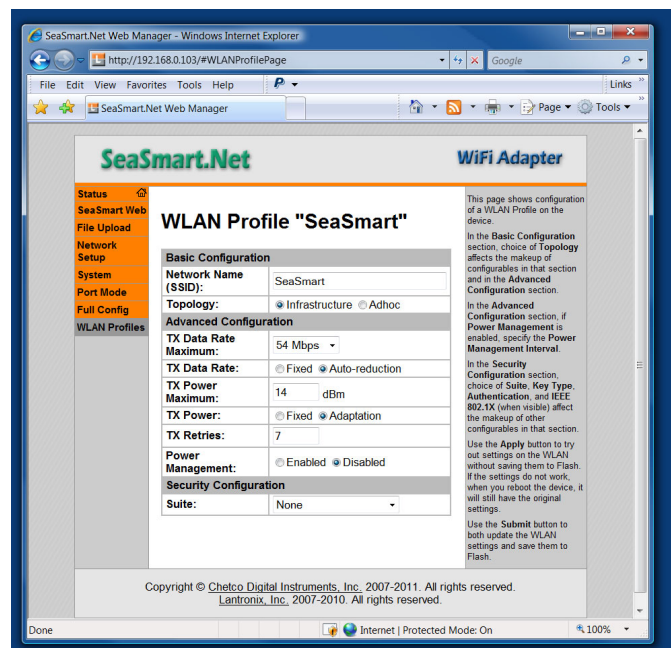 SeaSmart.Net Web Manager - Windows Internet Explorer
http://192.168.0.103/#WLANProfilePage
Google
File Edit View Favorites Tools Help
Links
SeaSmart.Net Web Manager
Page
Tools
SeaSmart.Net
WiFi Adapter
Status
SeaSmart Web
File Upload
Network
Setup
System
Port Mode
Full Config
WLAN Profiles
WLAN Profile "SeaSmart"
Basic Configuration
Network Name
(SSID):
SeaSmart
Topology:
Infrastructure Adhoc
Advanced Configuration
TX Data Rate
Maximum:
54 Mbps
TX Data Rate:
Fixed Auto-reduction
TX Power
Maximum:
14 dBm
TX Power:
Fixed Adaptation
TX Retries:
7
Power
Management:
Enabled Disabled
Security Configuration
Suite:
None
This page shows configuration
of a WLAN Profile on the
device.
In the Basic Configuration
section, choice of Topology
affects the makeup of
configurables in that section
and in the Advanced
Configuration section.
In the Advanced
Configuration section, if
Power Management is
enabled, specify the Power
Management Interval.
In the Security
Configuration section,
choice of Suite, Key Type,
Authentication, and IEEE
802.1X (when visible) affect
the makeup of other
configurables in that section.
Use the Apply button to try
out settings on the WLAN
without saving them to Flash.
If the settings do not work,
when you reboot the device, it
will still have the original
settings.
Use the Submit button to
both update the WLAN
settings and save them to
Flash.
Copyright © Chetco Digital Instruments, Inc. 2007-2011. All rights reserved.
Lantronix, Inc. 2007-2010. All rights reserved.
Done
Internet | Protected Mode: On
100%